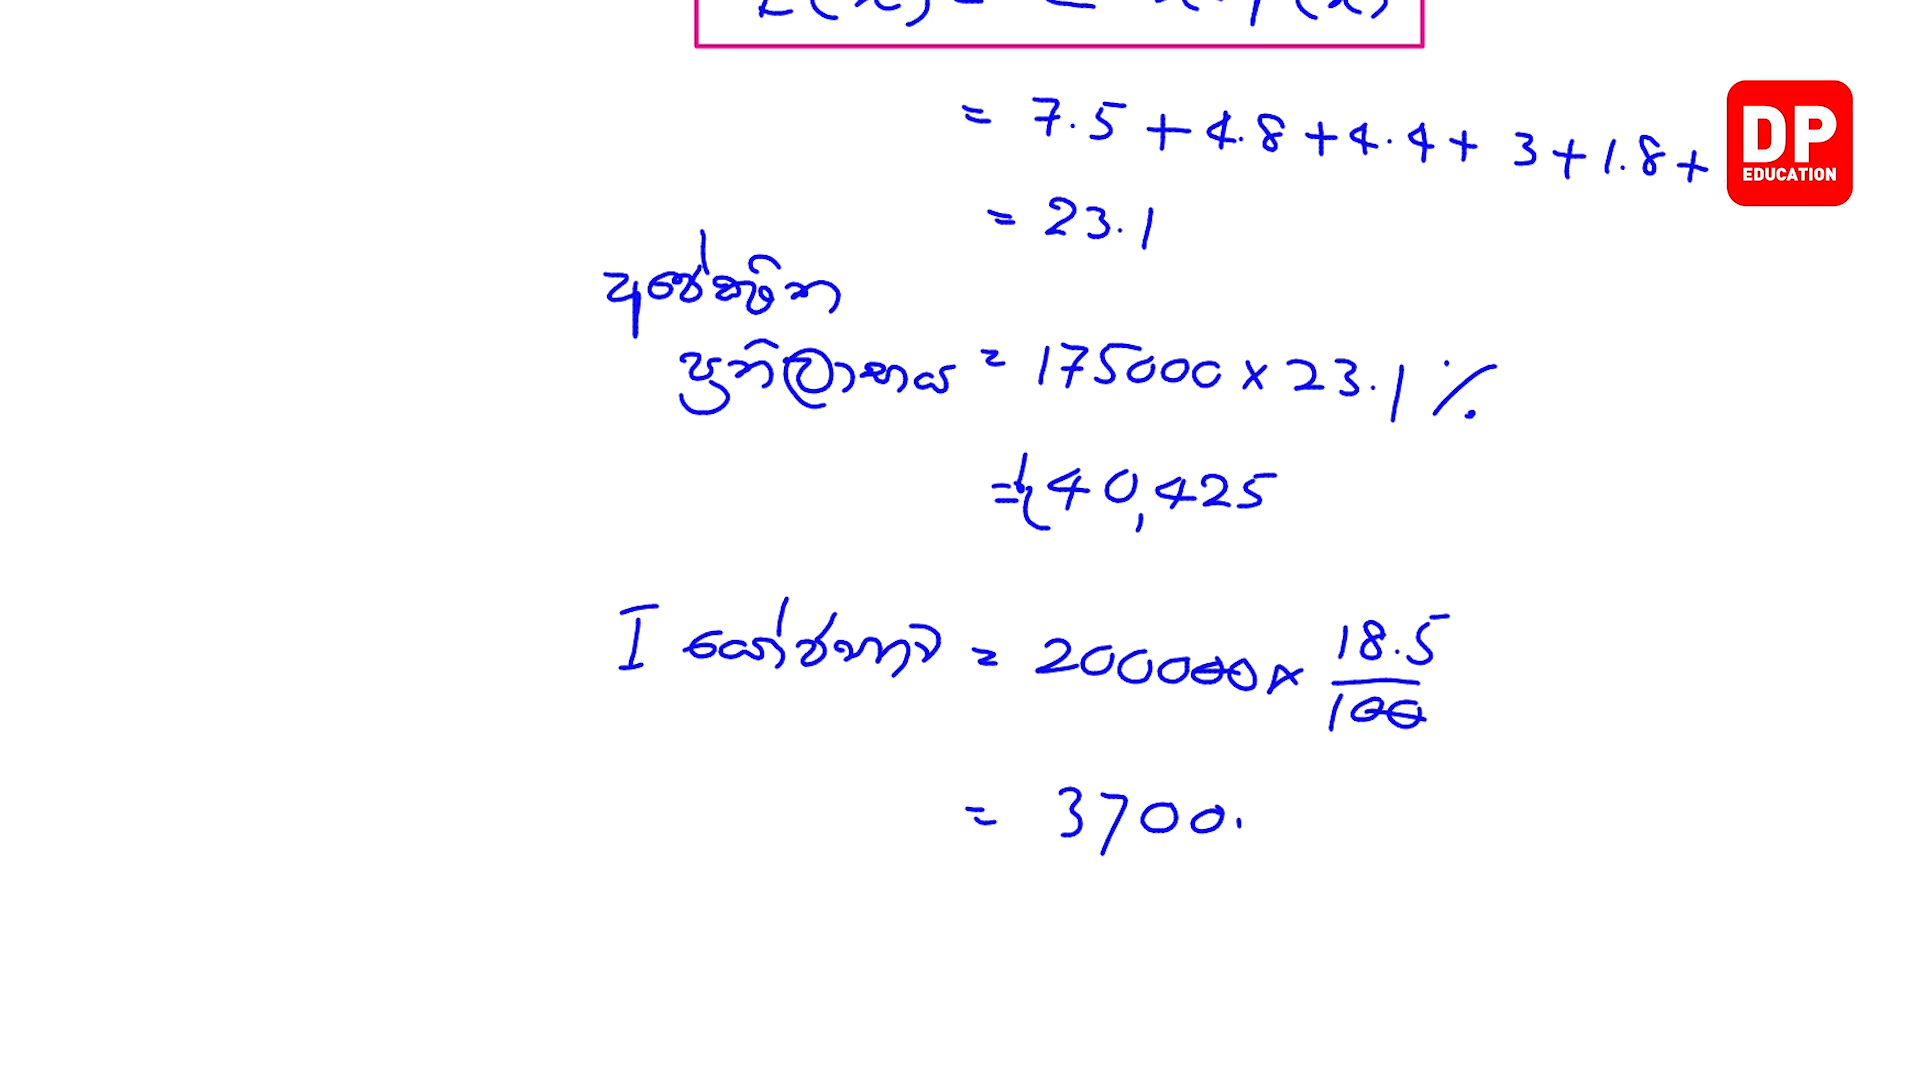 E(x) = Σ x.p(x)
= 7.5 + 4.8 + 4.4 + 3 + 1.8 +
DP
EDUCATION
= 23.1
අපේක්ෂිත
ප්‍රතිලාභය = 175000 x 23.1 %
= රු 40,425
I යෝජනාව = 200000 x 18.5/100
= 3700.